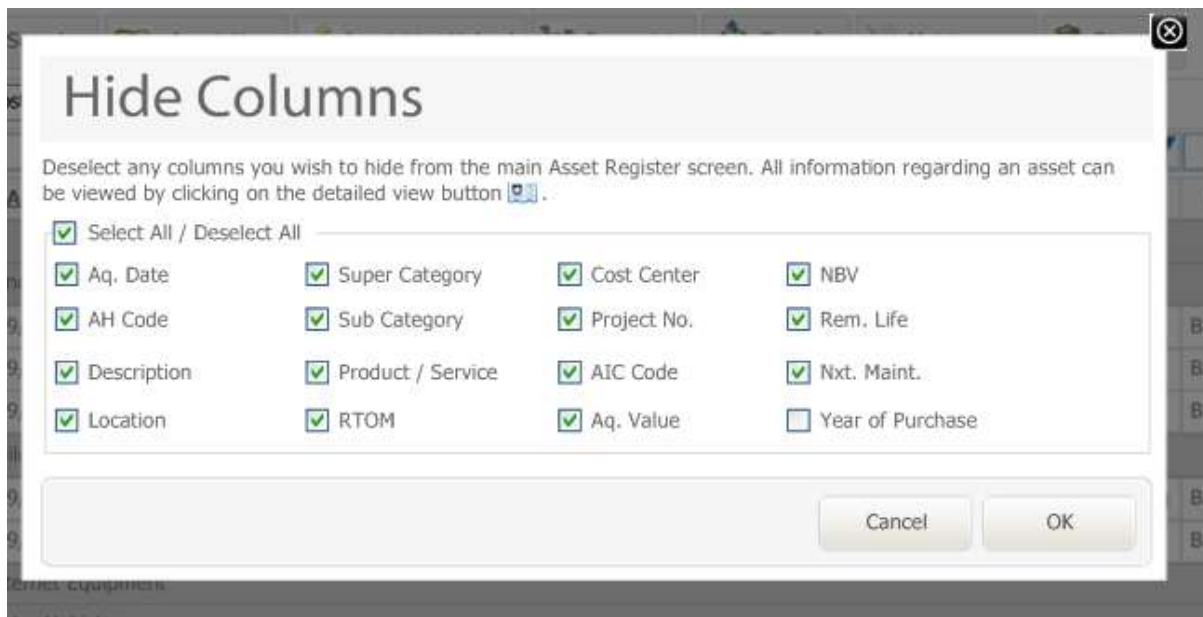 Hide Columns
Deselect any columns you wish to hide from the main Asset Register screen. All information regarding an asset can
be viewed by clicking on the detailed view button .
Select All / Deselect All
Aq. Date Super Category Cost Center NBV
AH Code Sub Category Project No. Rem. Life
Description Product / Service AIC Code Nxt. Maint.
Location RTOM Aq. Value Year of Purchase
Cancel OK